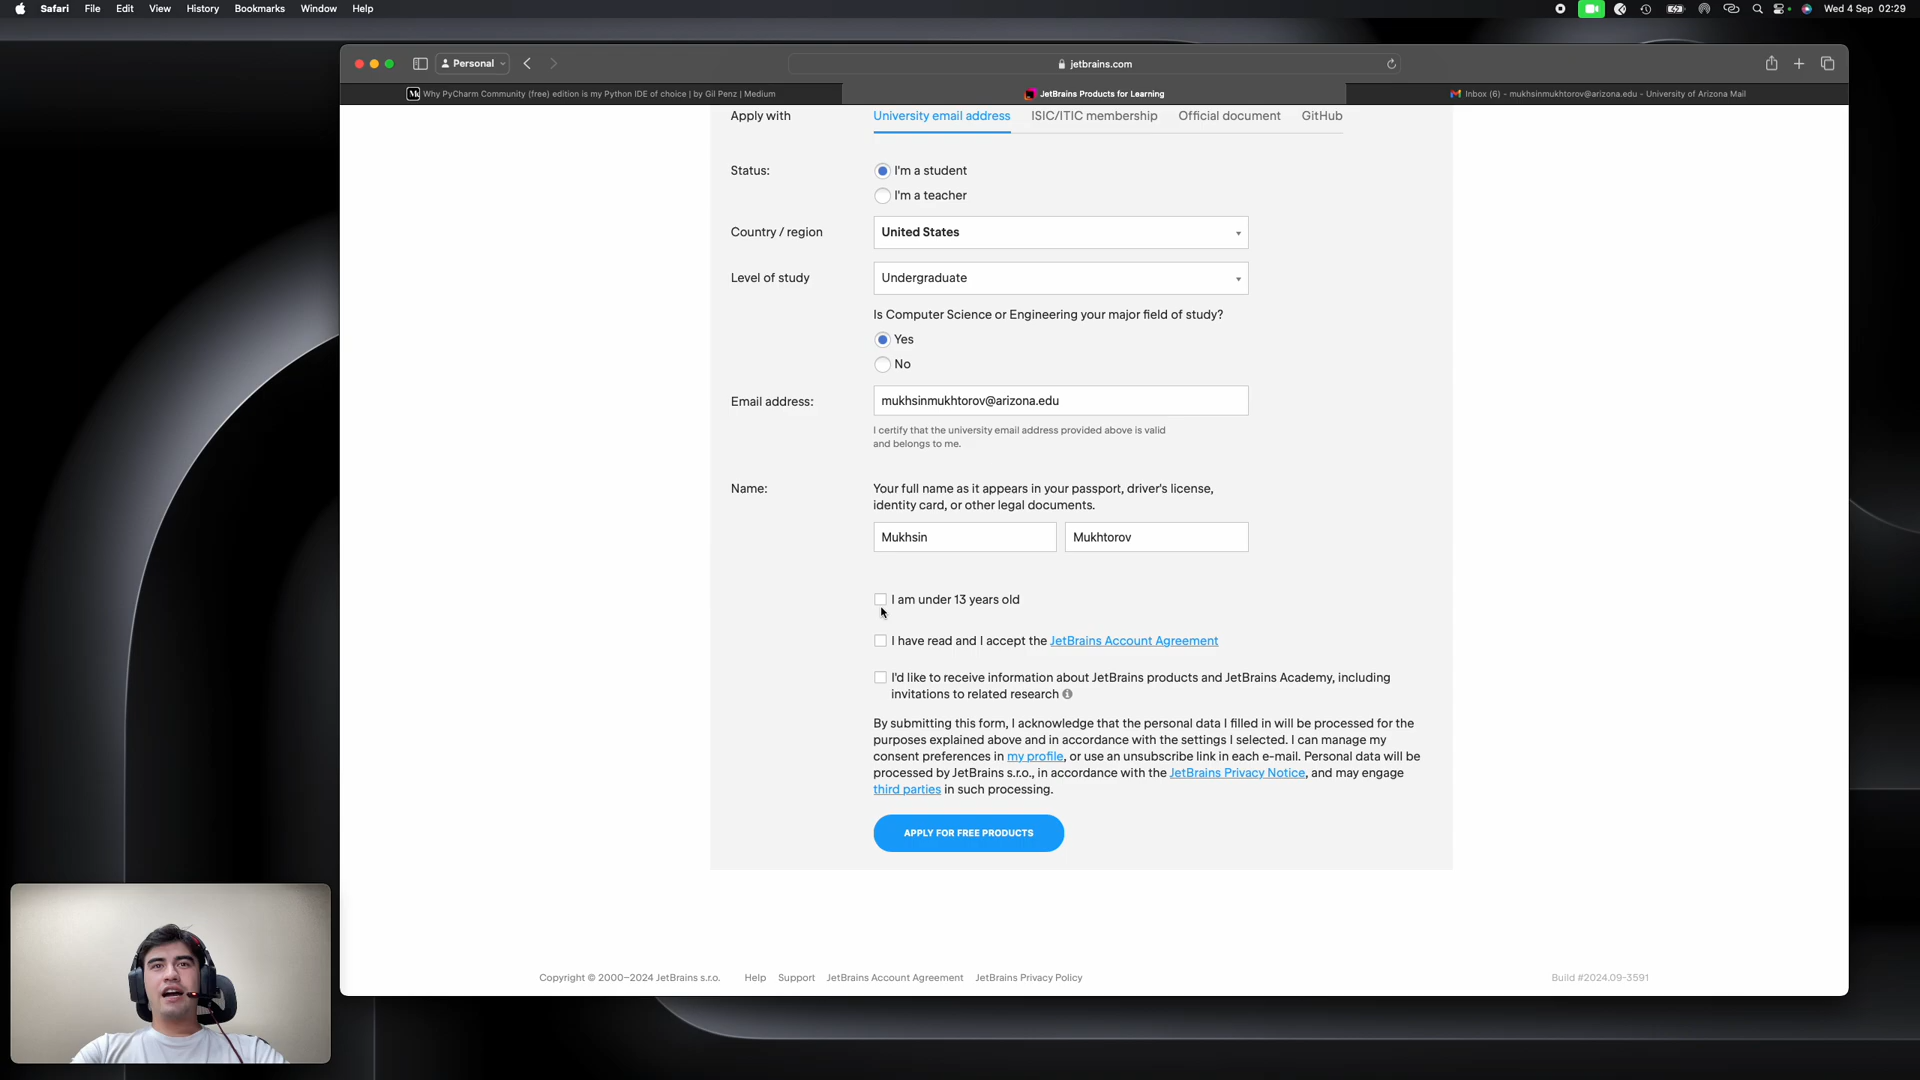 Safari File Edit View History Bookmarks Window Help Wed 4 Sep 02:29
Personal jetbrains.com
Why PyCharm Community (free) edition is my Python IDE of choice | by Gil Penz | Medium JetBrains Products for Learning Inbox (6) - mukhsinmukhtorov@arizona.edu - University of Arizona Mail
Apply with University email address ISIC/ITIC membership Official document GitHub
Status: I'm a student
I'm a teacher
Country / region United States
Level of study Undergraduate
Is Computer Science or Engineering your major field of study?
Yes
No
Email address: mukhsinmukhtorov@arizona.edu
I certify that the university email address provided above is valid
and belongs to me.
Name: Your full name as it appears in your passport, driver's license,
identity card, or other legal documents.
Mukhsin Mukhtorov
I am under 13 years old
I have read and I accept the JetBrains Account Agreement
I'd like to receive information about JetBrains products and JetBrains Academy, including
invitations to related research
By submitting this form, I acknowledge that the personal data I filled in will be processed for the
purposes explained above and in accordance with the settings I selected. I can manage my
consent preferences in my profile, or use an unsubscribe link in each e-mail. Personal data will be
processed by JetBrains s.r.o., in accordance with the JetBrains Privacy Notice, and may engage
third parties in such processing.
APPLY FOR FREE PRODUCTS
Copyright © 2000–2024 JetBrains s.r.o. Help Support JetBrains Account Agreement JetBrains Privacy Policy Build #2024.09-3591